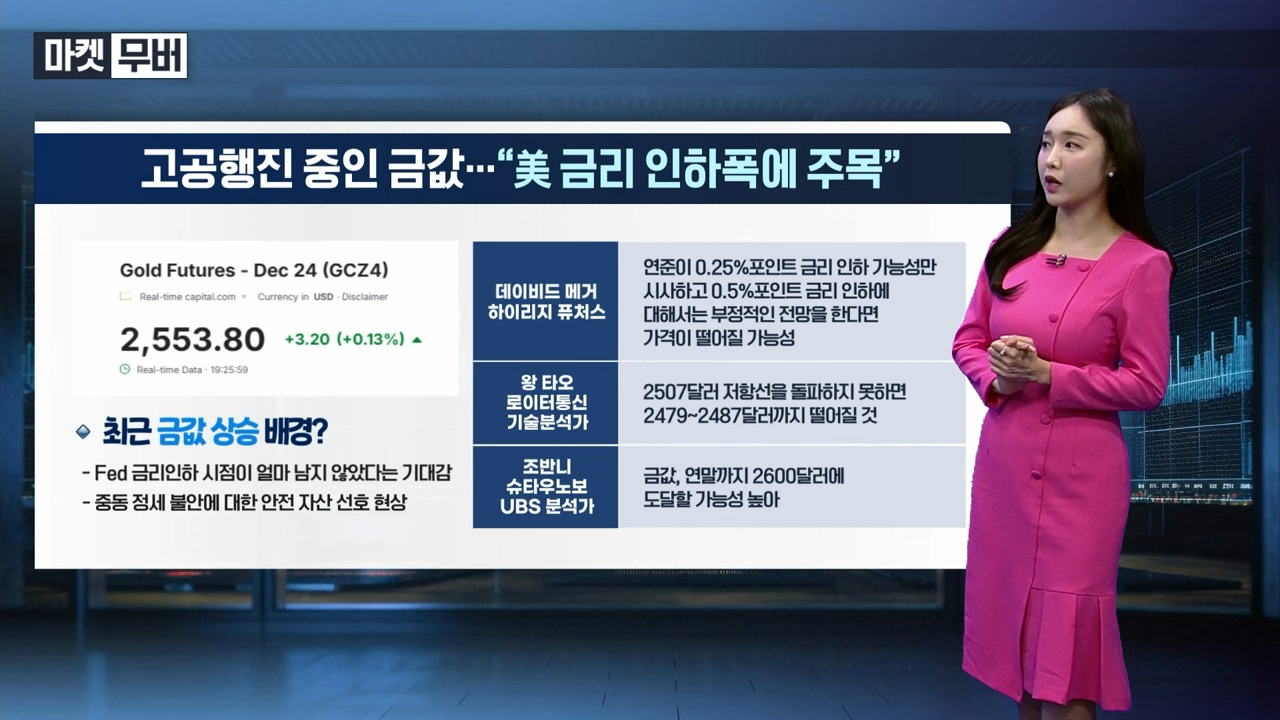 마켓무버
고공행진 중인 금값…“美 금리 인하폭에 주목”
Gold Futures - Dec 24 (GCZ4)
Real-time capital.com Currency in USD · Disclaimer
2,553.80 +3.20 (+0.13%)
Real-time Data · 19:25:59
최근 금값 상승 배경?
- Fed 금리인하 시점이 얼마 남지 않았다는 기대감
- 중동 정세 불안에 대한 안전 자산 선호 현상
데이비드 메거
하이리지 퓨처스
연준이 0.25%포인트 금리 인하 가능성만
시사하고 0.5%포인트 금리 인하에
대해서는 부정적인 전망을 한다면
가격이 떨어질 가능성
왕 타오
로이터통신
기술분석가
2507달러 저항선을 돌파하지 못하면
2479~2487달러까지 떨어질 것
조반니
슈타우노보
UBS 분석가
금값, 연말까지 2600달러에
도달할 가능성 높아